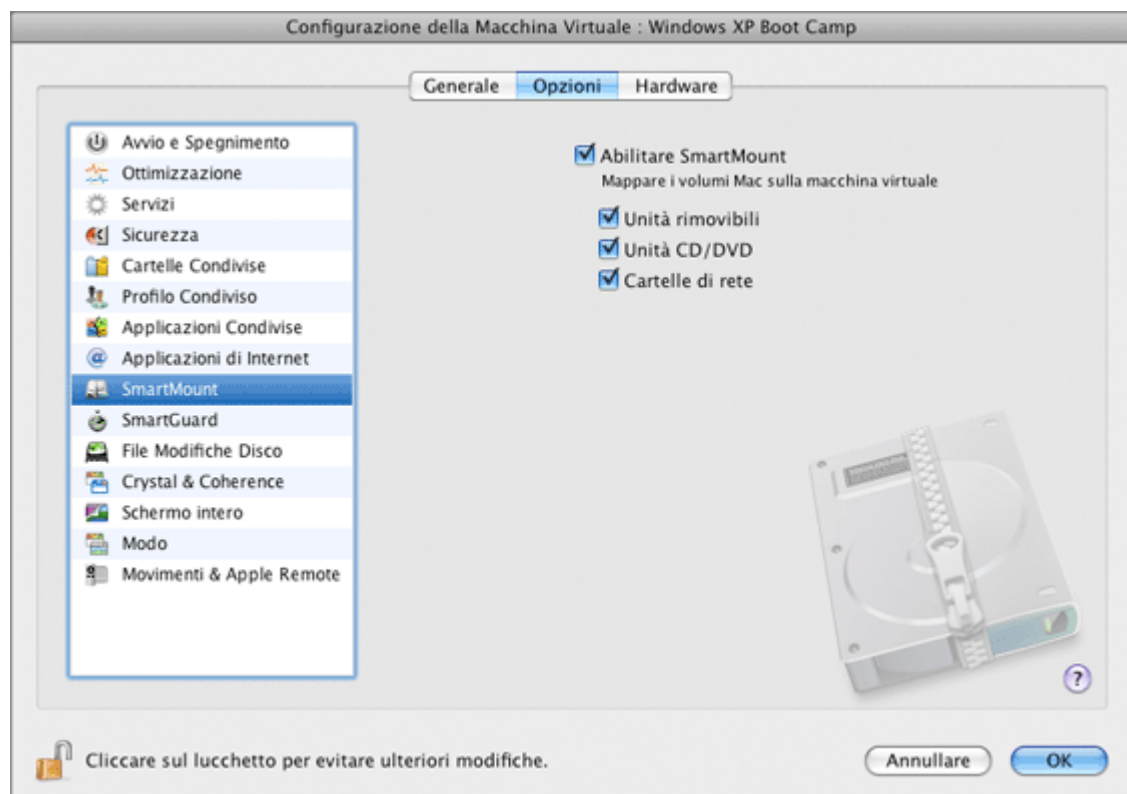 Configurazione della Macchina Virtuale : Windows XP Boot Camp
Generale Opzioni Hardware
Avvio e Spegnimento
Ottimizzazione
Servizi
Sicurezza
Cartelle Condivise
Profilo Condiviso
Applicazioni Condivise
Applicazioni di Internet
SmartMount
SmartGuard
File Modifiche Disco
Crystal & Coherence
Schermo intero
Modo
Movimenti & Apple Remote
Abilitare SmartMount
Mappare i volumi Mac sulla macchina virtuale
Unità rimovibili
Unità CD/DVD
Cartelle di rete
?
Cliccare sul lucchetto per evitare ulteriori modifiche.
Annullare OK